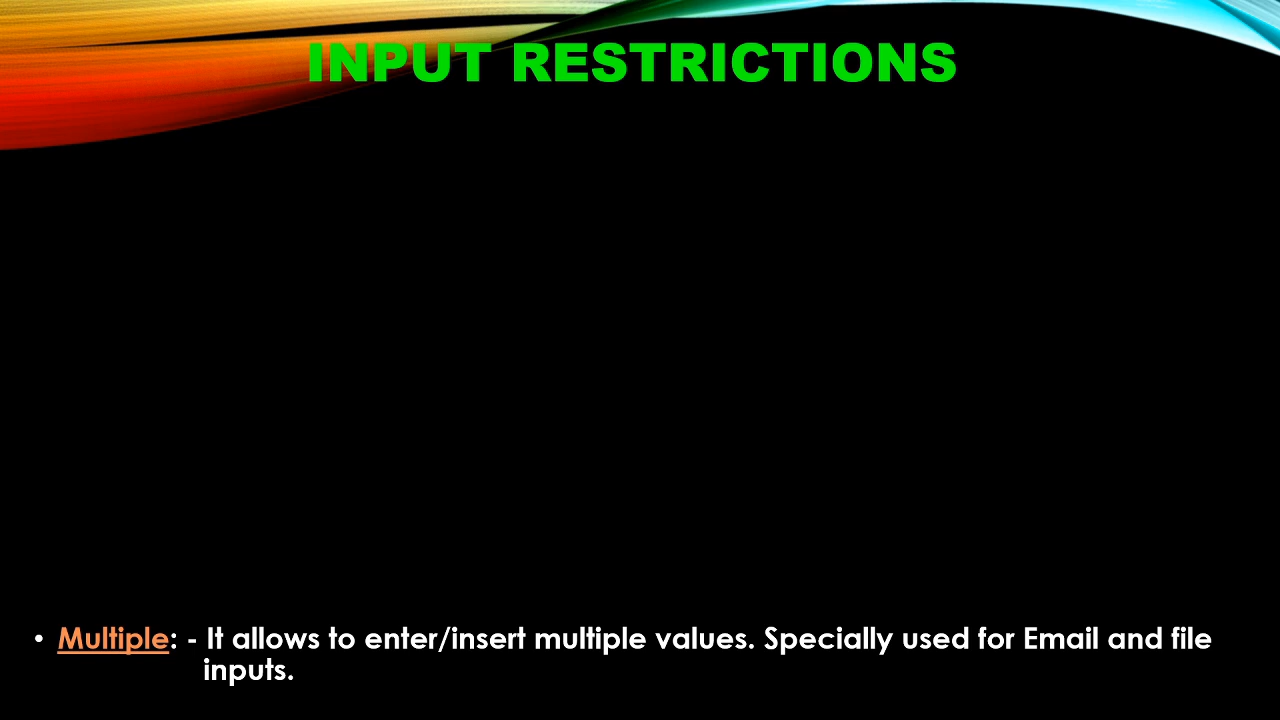 INPUT RESTRICTIONS
• Multiple: - It allows to enter/insert multiple values. Specially used for Email and file
inputs.